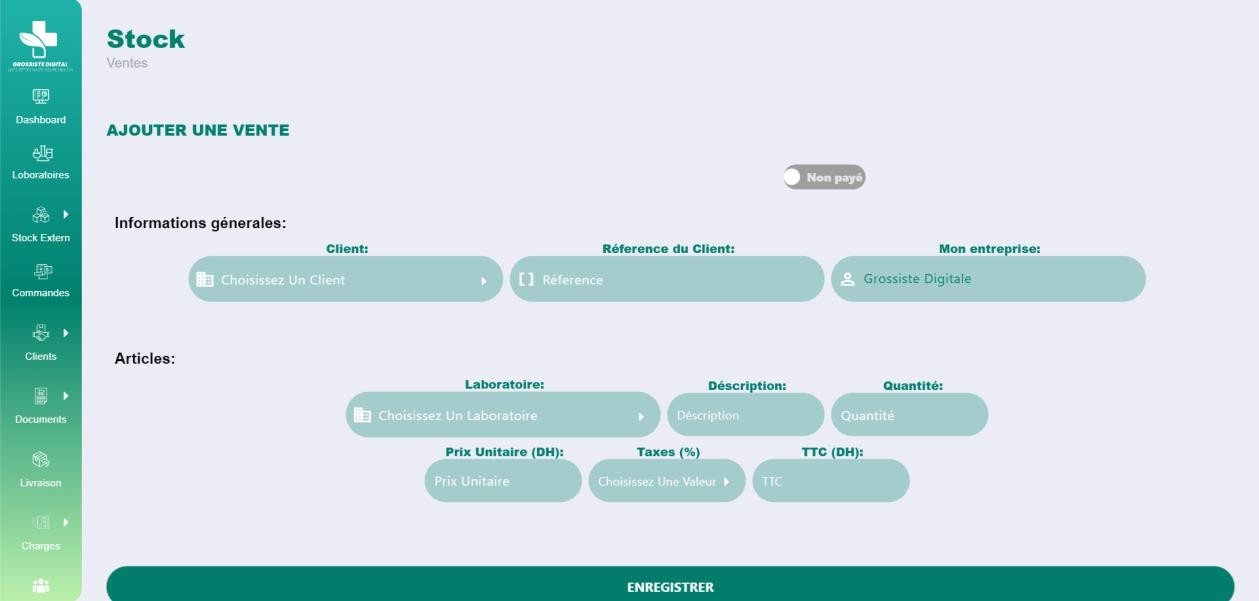 GROSSISTE DIGITAL
Dashboard
Loboratoires
Stock Extern
Commandes
Clients
Documents
Livraison
Charges
Stock
Ventes
AJOUTER UNE VENTE
Non payé
Informations génerales:
Client: Réference du Client: Mon entreprise:
Choisissez Un Client [ ] Réference Grossiste Digitale
Articles:
Laboratoire: Déscription: Quantité:
Choisissez Un Laboratoire Déscription Quantité
Prix Unitaire (DH): Taxes (%) TTC (DH):
Prix Unitaire Choisissez Une Valeur TTC
ENREGISTRER